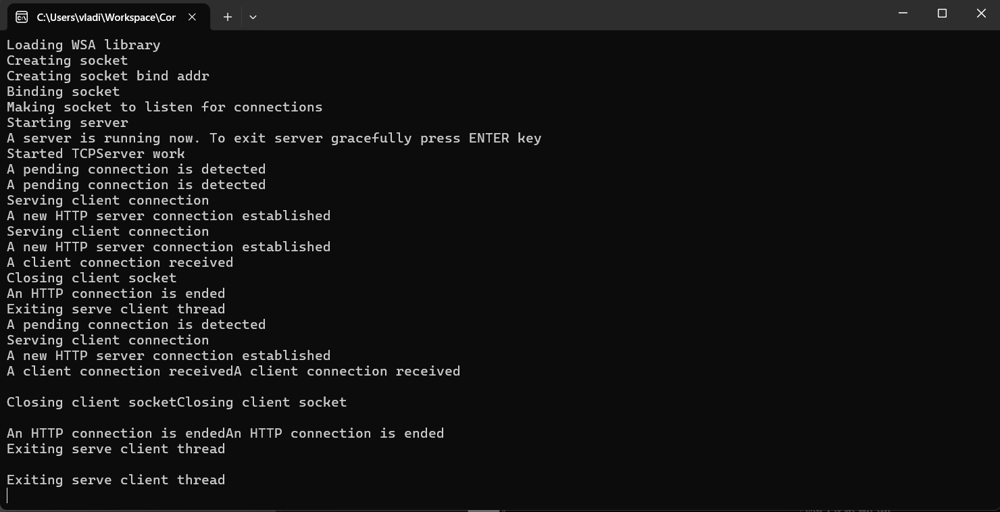 C:\Users\vladi\Workspace\Cor
Loading WSA library
Creating socket
Creating socket bind addr
Binding socket
Making socket to listen for connections
Starting server
A server is running now. To exit server gracefully press ENTER key
Started TCPServer work
A pending connection is detected
A pending connection is detected
Serving client connection
A new HTTP server connection established
Serving client connection
A new HTTP server connection established
A client connection received
Closing client socket
An HTTP connection is ended
Exiting serve client thread
A pending connection is detected
Serving client connection
A new HTTP server connection established
A client connection receivedA client connection received
Closing client socketClosing client socket
An HTTP connection is endedAn HTTP connection is ended
Exiting serve client thread
Exiting serve client thread